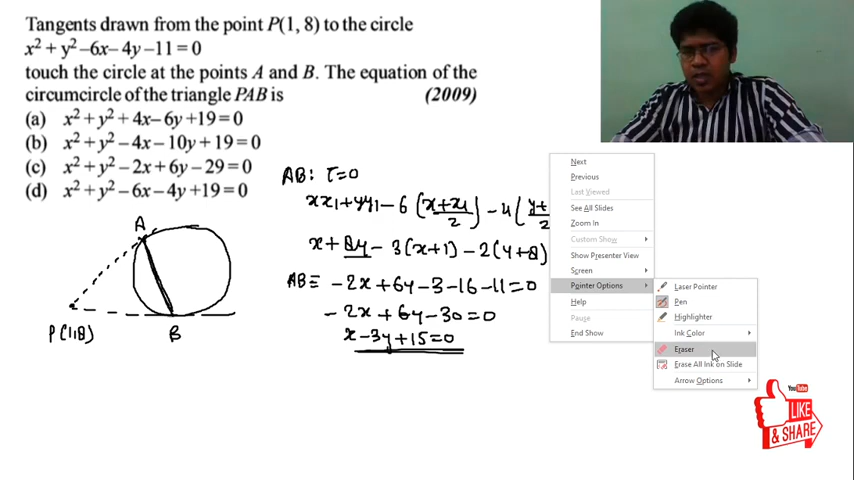 Tangents drawn from the point P(1, 8) to the circle
x² + y² –6x– 4y –11 = 0
touch the circle at the points A and B. The equation of the
circumcircle of the triangle PAB is (2009)
(a) x² + y² + 4x– 6y +19 = 0
(b) x² + y² – 4x – 10y + 19 = 0
(c) x² + y² – 2x + 6y – 29 = 0
(d) x² + y² – 6x – 4y +19 = 0
AB: T=0
xx₁ + yy₁ – 6 (x+x₁/2) – 4 (y+
2
x + 8y – 3(x+1) – 2(y+8)
AB ≡ –2x + 6y – 3 – 16 – 11 = 0
– 2x + 6y – 30 = 0
x – 3y + 15 = 0
A
P(1,8)
B
Next
Previous
Last Viewed
See All Slides
Zoom In
Custom Show
Show Presenter View
Screen
Pointer Options
Help
Pause
End Show
Laser Pointer
Pen
Highlighter
Ink Color
Eraser
Erase All Ink on Slide
Arrow Options
YouTube
LIKE
& SHARE